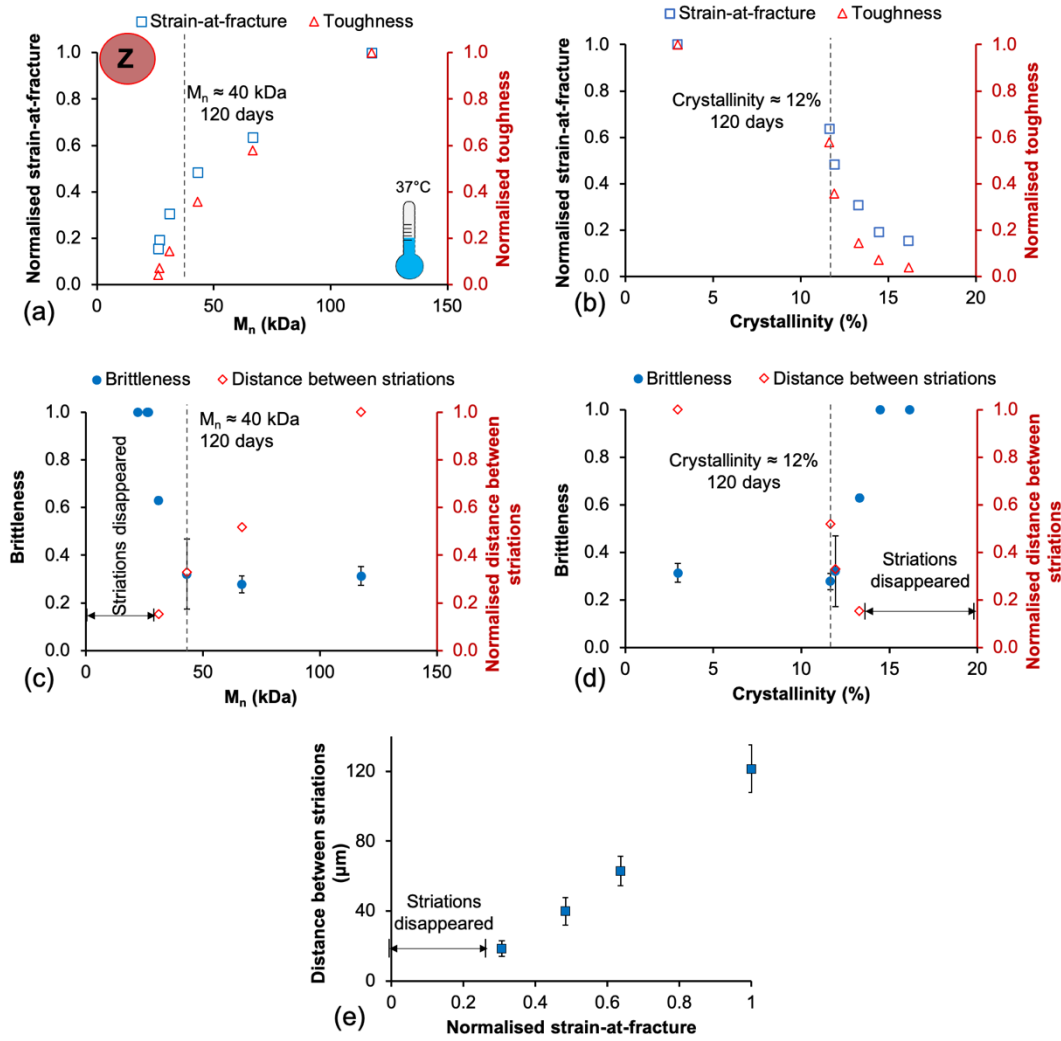 Strain-at-fracture Toughness
Z
Mn ≈ 40 kDa
120 days
37°C
Normalised strain-at-fracture
1.0
0.8
0.6
0.4
0.2
0.0
Normalised toughness
1.0
0.8
0.6
0.4
0.2
0.0
0 50 100 150
(a) Mn (kDa)
Strain-at-fracture Toughness
Crystallinity ≈ 12%
120 days
Normalised strain-at-fracture
1.0
0.8
0.6
0.4
0.2
0.0
Normalised toughness
1.0
0.8
0.6
0.4
0.2
0.0
0 5 10 15 20
(b) Crystallinity (%)
Brittleness Distance between striations
Mn ≈ 40 kDa
120 days
Striations disappeared
Brittleness
1.0
0.8
0.6
0.4
0.2
0.0
Normalised distance between
striations
1.0
0.8
0.6
0.4
0.2
0.0
0 50 100 150
(c) Mn (kDa)
Brittleness Distance between striations
Crystallinity ≈ 12%
120 days
Striations
disappeared
Brittleness
1.0
0.8
0.6
0.4
0.2
0.0
Normalised distance between
striations
1.0
0.8
0.6
0.4
0.2
0.0
0 5 10 15 20
(d) Crystallinity (%)
Distance between striations
(µm)
120
80
40
0
Striations
disappeared
0 0.2 0.4 0.6 0.8 1
(e) Normalised strain-at-fracture